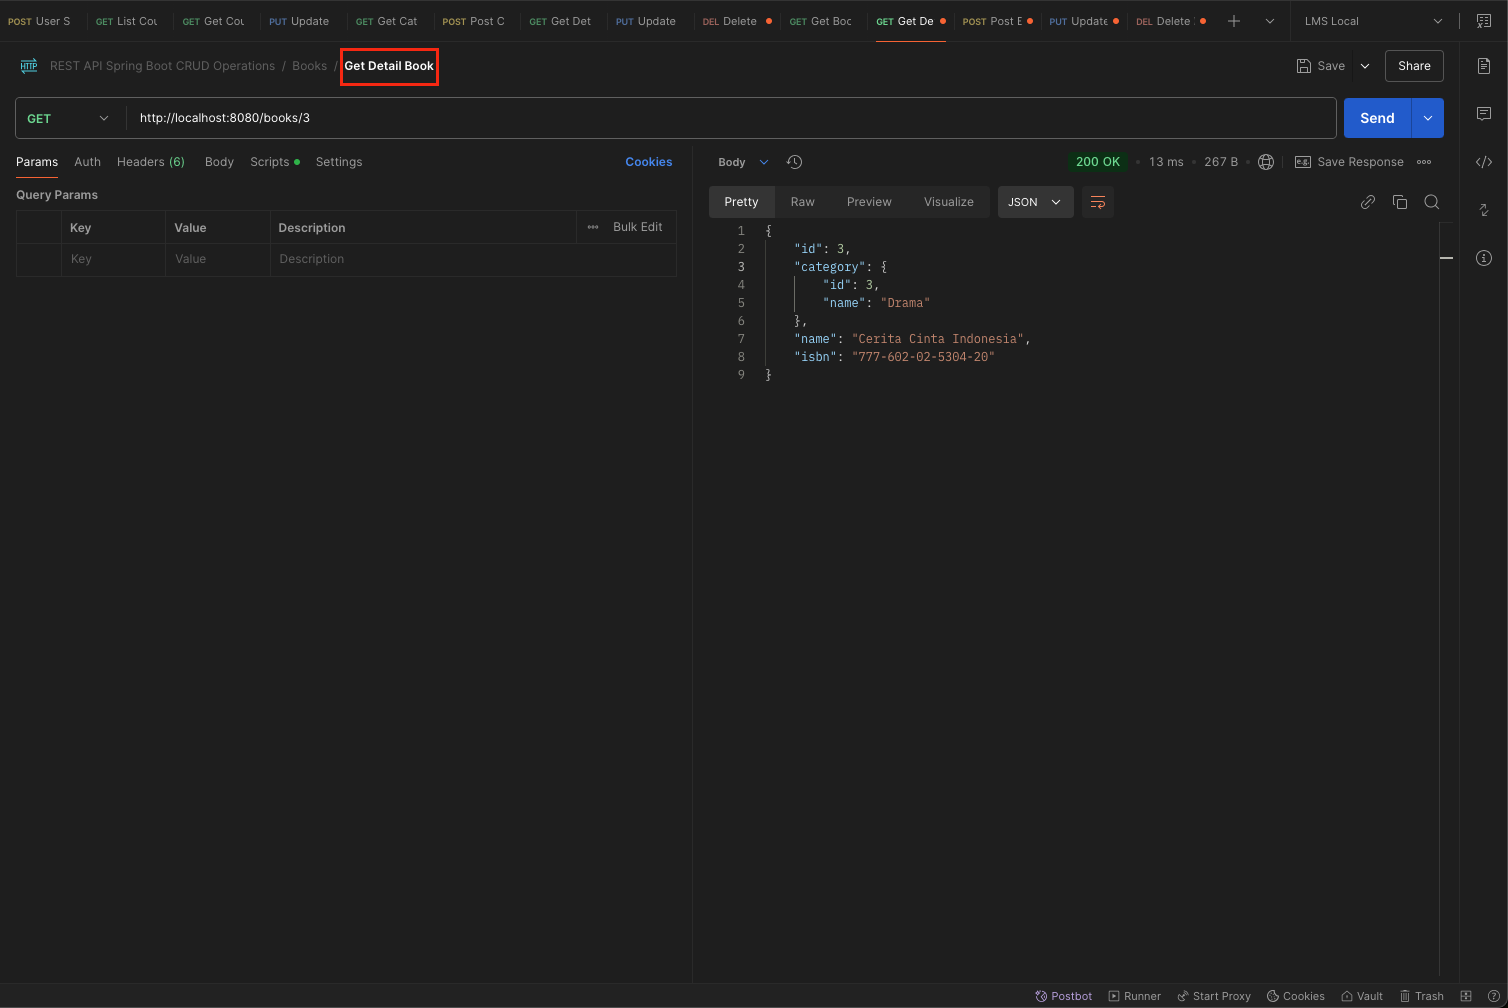 POST User S GET List Cou GET Get Cou PUT Update GET Get Cat POST Post C GET Get Det PUT Update DEL Delete GET Get Boo GET Get De POST Post E PUT Update DEL Delete LMS Local
HTTP REST API Spring Boot CRUD Operations / Books / Get Detail Book Save Share
GET http://localhost:8080/books/3 Send
Params Auth Headers (6) Body Scripts Settings Cookies
Query Params
Key Value Description Bulk Edit
Key Value Description
Body 200 OK 13 ms 267 B e.g. Save Response
Pretty Raw Preview Visualize JSON
1 {
2 "id": 3,
3 "category": {
4 "id": 3,
5 "name": "Drama"
6 },
7 "name": "Cerita Cinta Indonesia",
8 "isbn": "777-602-02-5304-20"
9 }
Postbot Runner Start Proxy Cookies Vault Trash